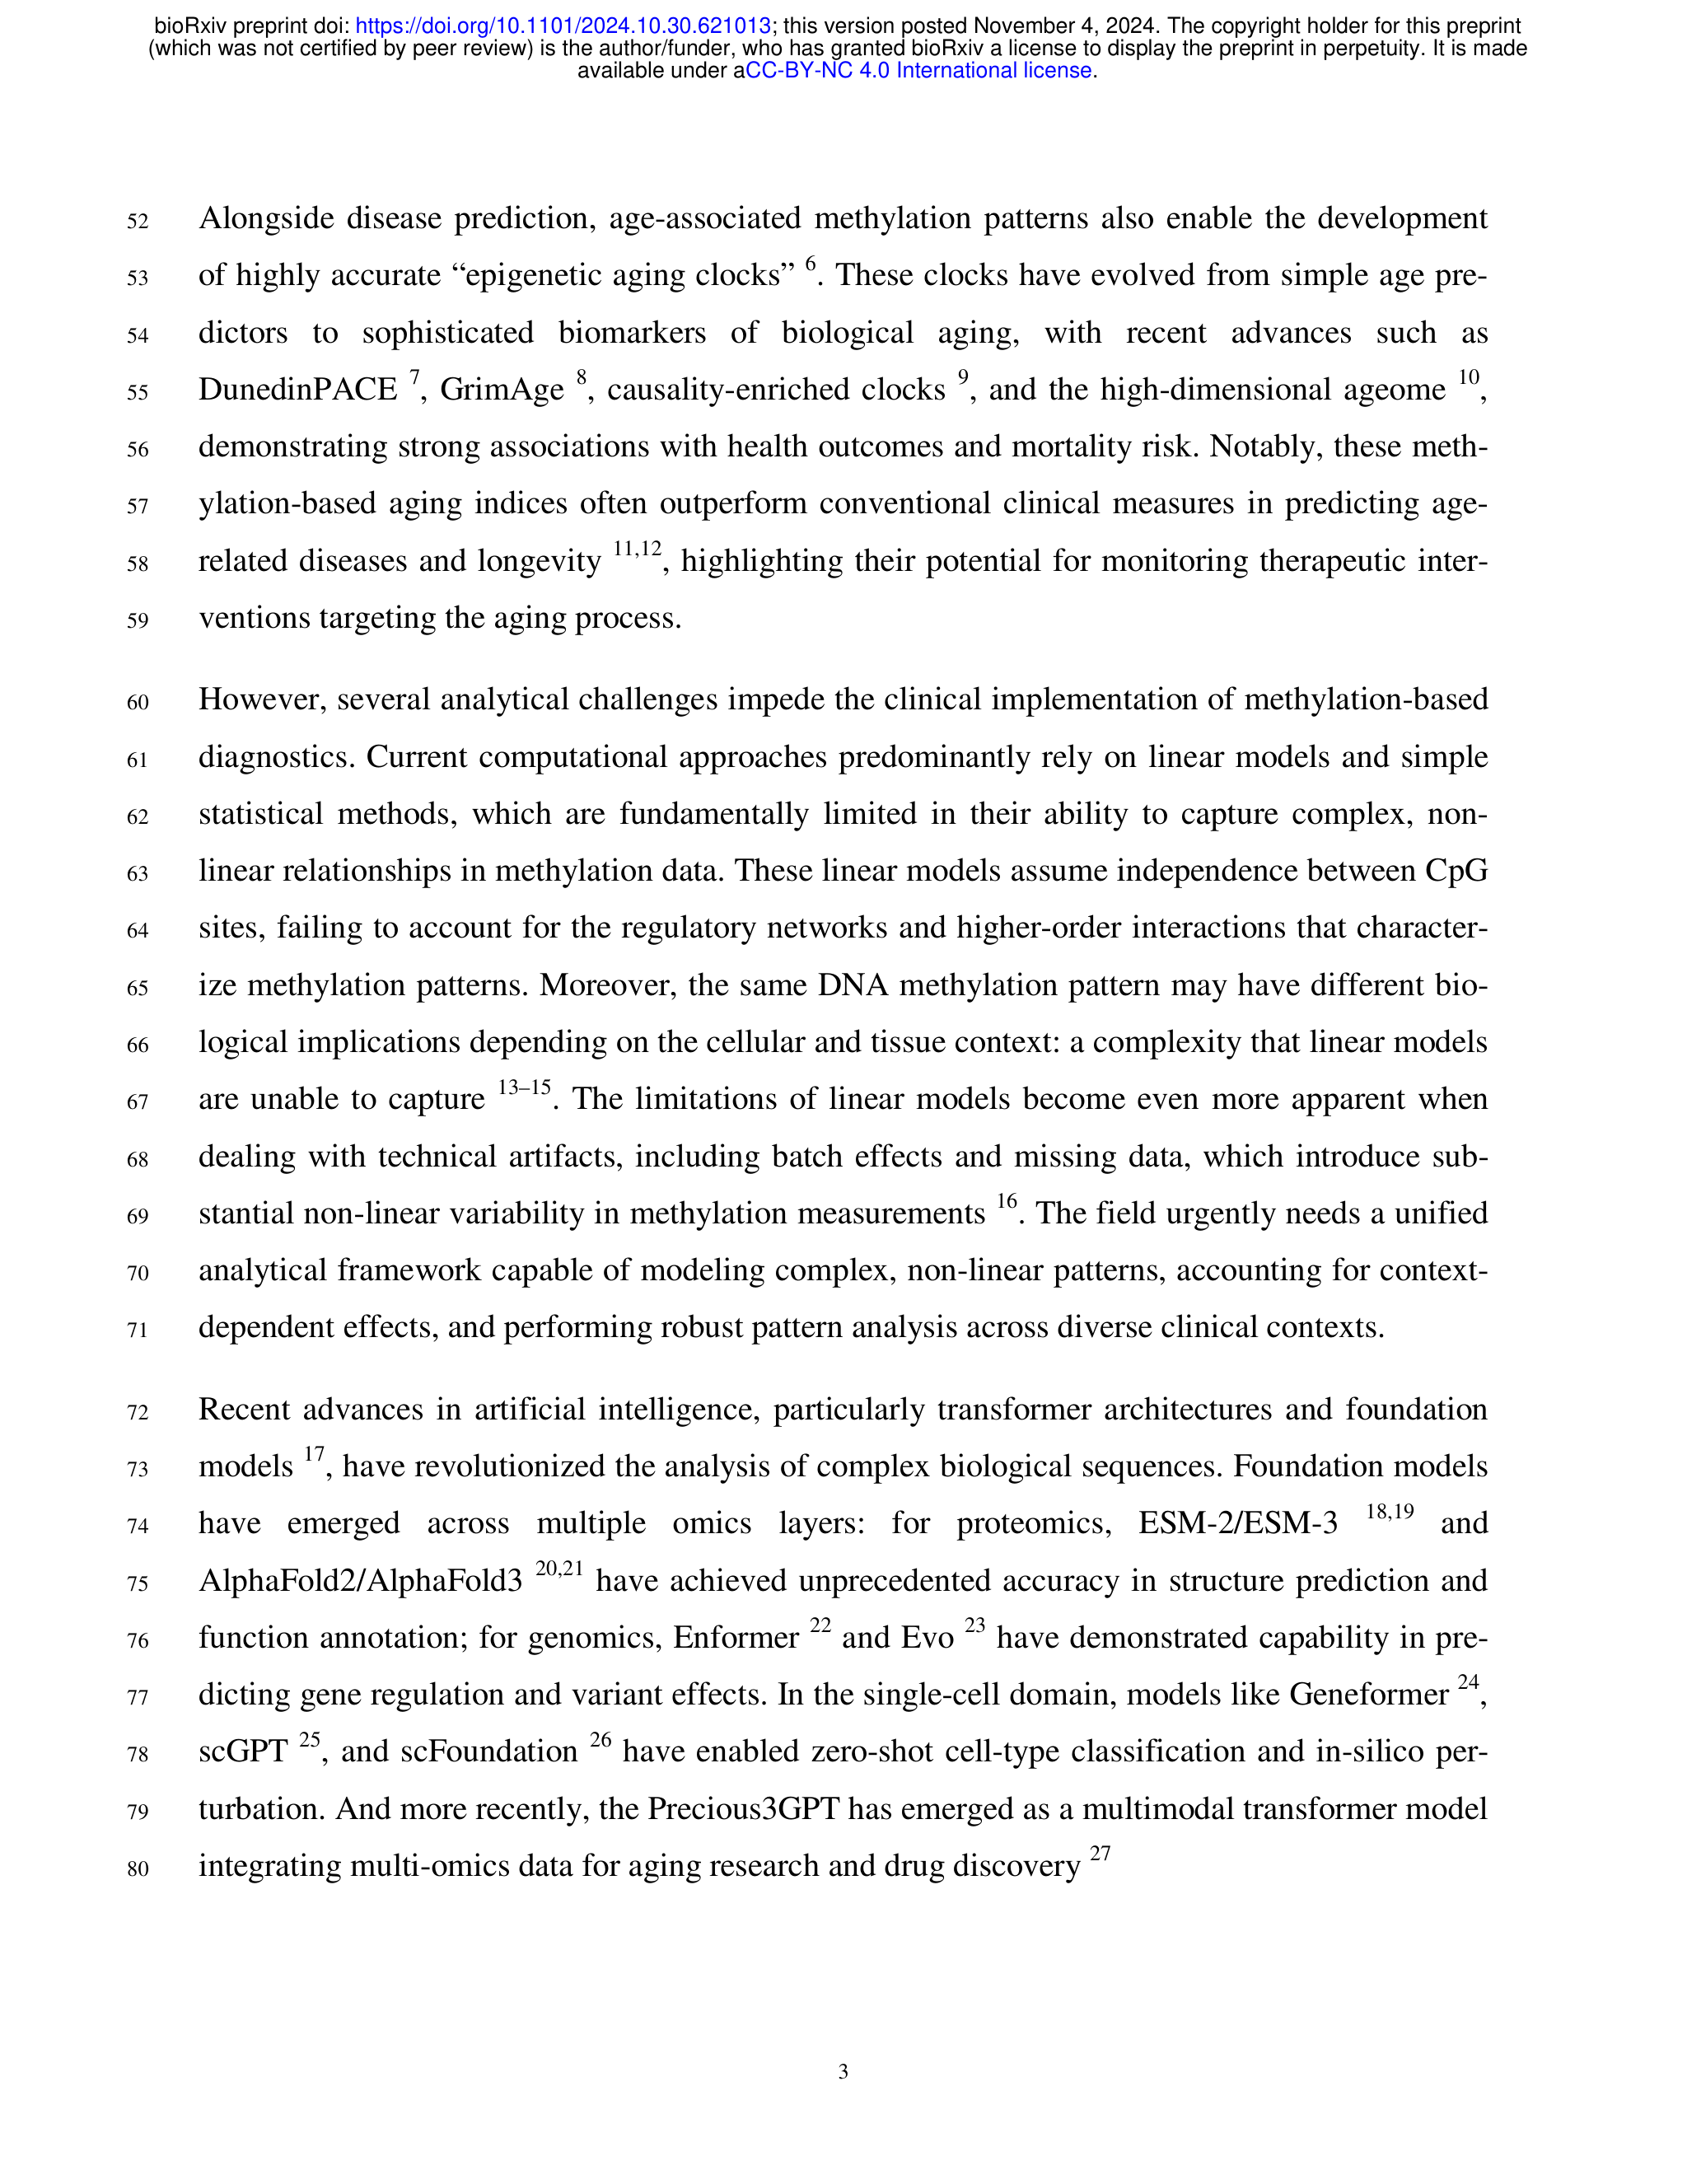 bioRxiv preprint doi: https://doi.org/10.1101/2024.10.30.621013; this version posted November 4, 2024. The copyright holder for this preprint
(which was not certified by peer review) is the author/funder, who has granted bioRxiv a license to display the preprint in perpetuity. It is made
available under aCC-BY-NC 4.0 International license.
52 Alongside disease prediction, age-associated methylation patterns also enable the development
53 of highly accurate “epigenetic aging clocks” 6. These clocks have evolved from simple age pre-
54 dictors to sophisticated biomarkers of biological aging, with recent advances such as
55 DunedinPACE 7, GrimAge 8, causality-enriched clocks 9, and the high-dimensional ageome 10,
56 demonstrating strong associations with health outcomes and mortality risk. Notably, these meth-
57 ylation-based aging indices often outperform conventional clinical measures in predicting age-
58 related diseases and longevity 11,12, highlighting their potential for monitoring therapeutic inter-
59 ventions targeting the aging process.
60 However, several analytical challenges impede the clinical implementation of methylation-based
61 diagnostics. Current computational approaches predominantly rely on linear models and simple
62 statistical methods, which are fundamentally limited in their ability to capture complex, non-
63 linear relationships in methylation data. These linear models assume independence between CpG
64 sites, failing to account for the regulatory networks and higher-order interactions that character-
65 ize methylation patterns. Moreover, the same DNA methylation pattern may have different bio-
66 logical implications depending on the cellular and tissue context: a complexity that linear models
67 are unable to capture 13–15. The limitations of linear models become even more apparent when
68 dealing with technical artifacts, including batch effects and missing data, which introduce sub-
69 stantial non-linear variability in methylation measurements 16. The field urgently needs a unified
70 analytical framework capable of modeling complex, non-linear patterns, accounting for context-
71 dependent effects, and performing robust pattern analysis across diverse clinical contexts.
72 Recent advances in artificial intelligence, particularly transformer architectures and foundation
73 models 17, have revolutionized the analysis of complex biological sequences. Foundation models
74 have emerged across multiple omics layers: for proteomics, ESM-2/ESM-3 18,19 and
75 AlphaFold2/AlphaFold3 20,21 have achieved unprecedented accuracy in structure prediction and
76 function annotation; for genomics, Enformer 22 and Evo 23 have demonstrated capability in pre-
77 dicting gene regulation and variant effects. In the single-cell domain, models like Geneformer 24,
78 scGPT 25, and scFoundation 26 have enabled zero-shot cell-type classification and in-silico per-
79 turbation. And more recently, the Precious3GPT has emerged as a multimodal transformer model
80 integrating multi-omics data for aging research and drug discovery 27
3